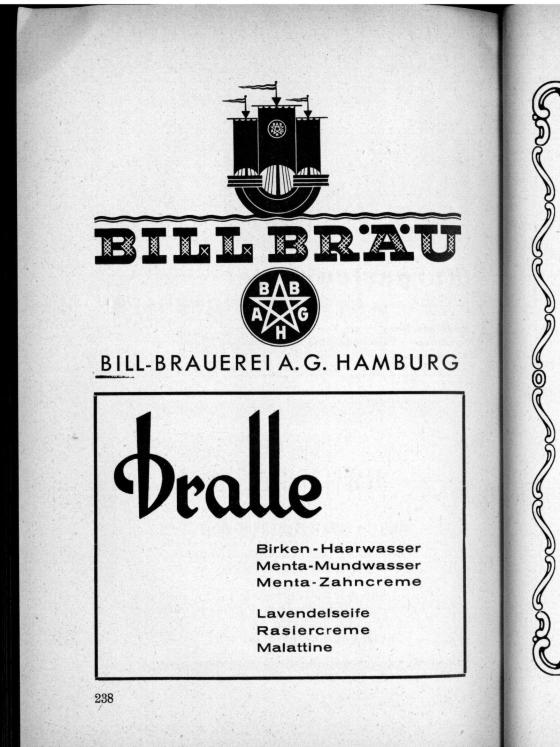 BILL BRÄU
B B
A G
H
BILL-BRAUEREI A.G. HAMBURG
Dralle
Birken-Haarwasser
Menta-Mundwasser
Menta-Zahncreme
Lavendelseife
Rasiercreme
Malattine
238